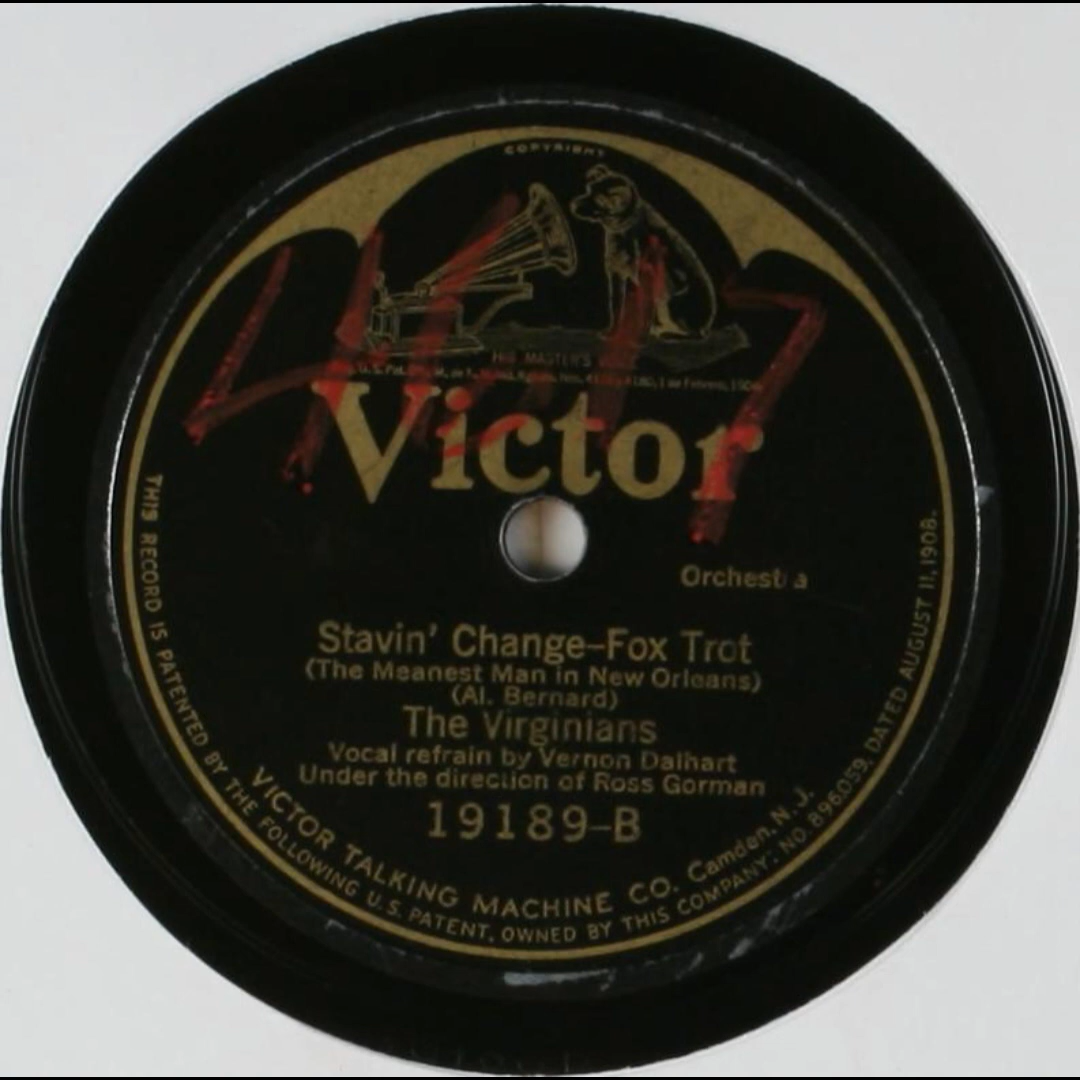 COPYRIGHT
HIS MASTER'S
Victor
Orchestra
Stavin' Change–Fox Trot
(The Meanest Man in New Orleans)
(Al. Bernard)
The Virginians
Vocal refrain by Vernon Dalhart
Under the direction of Ross Gorman
19189–B
VICTOR TALKING MACHINE CO. Camden, N. J.
THIS RECORD IS PATENTED BY THE FOLLOWING U.S. PATENT, OWNED BY THIS COMPANY: NO. 896059, DATED AUGUST 11, 1908.